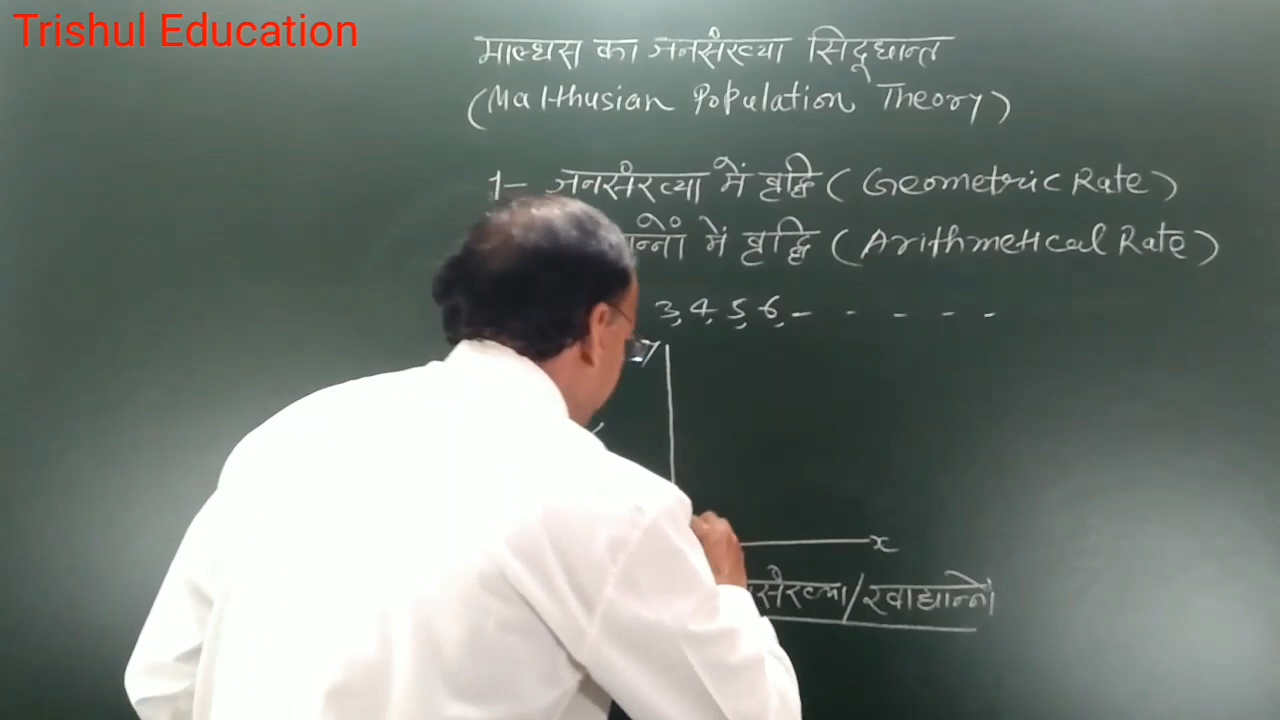 Trishul Education
माल्थस का जनसंख्या सिद्धान्त
(Malthusian Population Theory)
1- जनसंख्या में वृद्धि (Geometric Rate)
में वृद्धि (Arithmetical Rate)
3, 4, 5, 6, - - - - -
y
x
/खाद्यान्नों